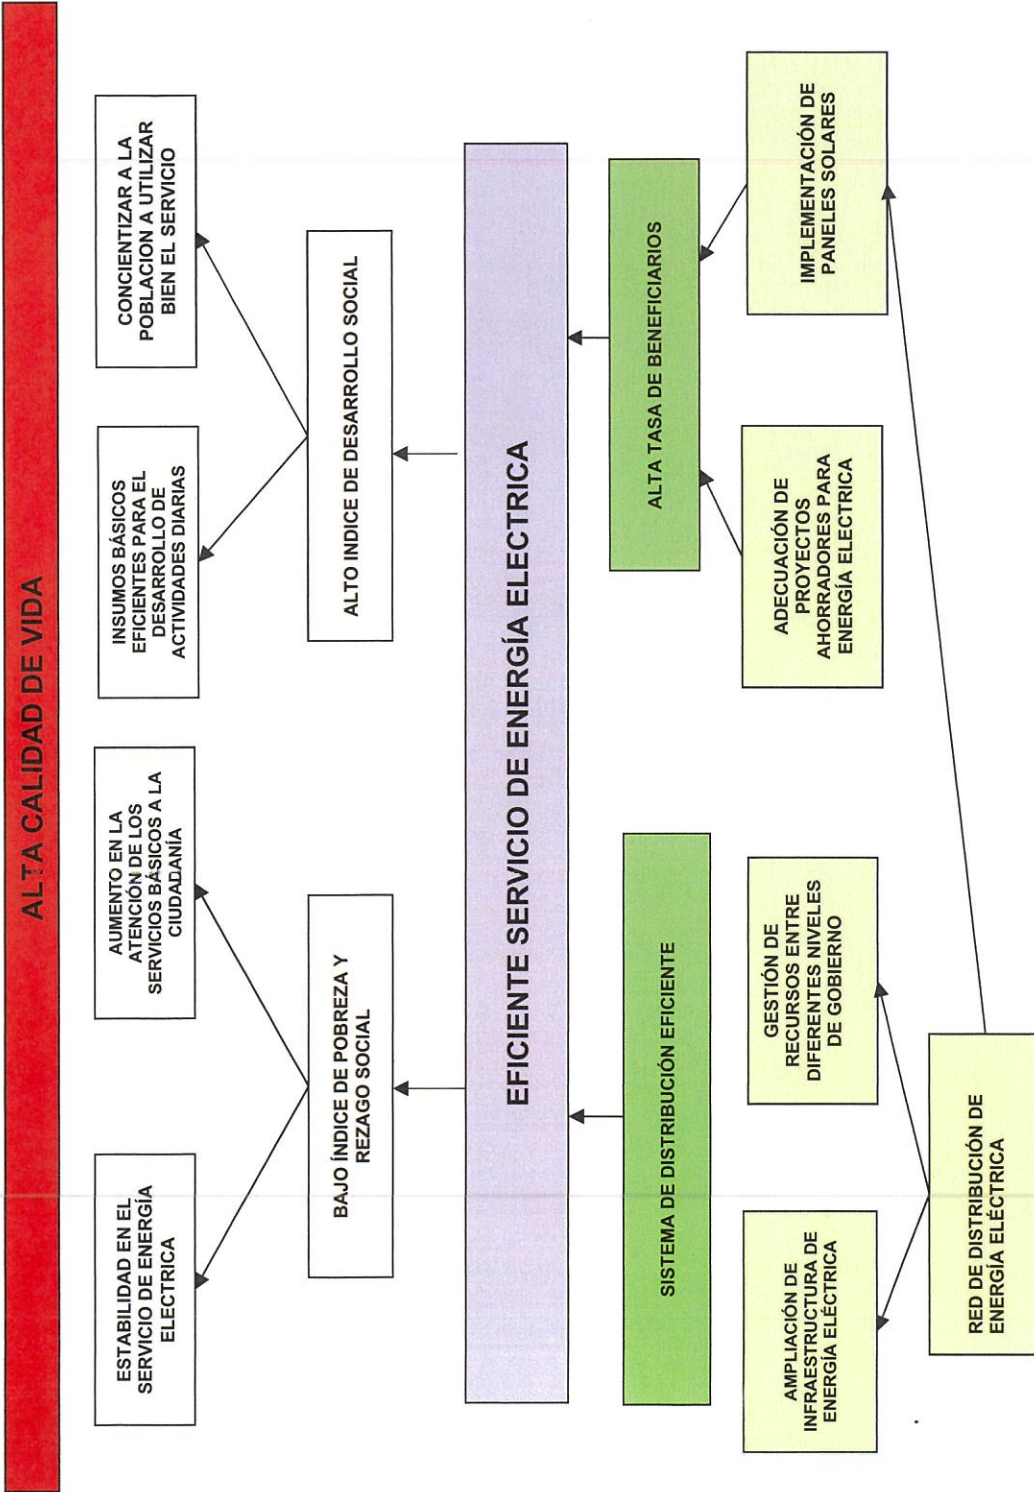 ALTA CALIDAD DE VIDA
ESTABILIDAD EN EL
SERVICIO DE ENERGÍA
ELECTRICA
AUMENTO EN LA
ATENCIÓN DE LOS
SERVICIOS BÁSICOS A LA
CIUDADANÍA
INSUMOS BÁSICOS
EFICIENTES PARA EL
DESARROLLO DE
ACTIVIDADES DIARIAS
CONCIENTIZAR A LA
POBLACION A UTILIZAR
BIEN EL SERVICIO
BAJO ÍNDICE DE POBREZA Y
REZAGO SOCIAL
ALTO INDICE DE DESARROLLO SOCIAL
EFICIENTE SERVICIO DE ENERGÍA ELECTRICA
SISTEMA DE DISTRIBUCIÓN EFICIENTE
ALTA TASA DE BENEFICIARIOS
AMPLIACIÓN DE
INFRAESTRUCTURA DE
ENERGÍA ELÉCTRICA
GESTIÓN DE
RECURSOS ENTRE
DIFERENTES NIVELES
DE GOBIERNO
ADECUACIÓN DE
PROYECTOS
AHORRADORES PARA
ENERGÍA ELECTRICA
IMPLEMENTACIÓN DE
PANELES SOLARES
RED DE DISTRIBUCIÓN DE
ENERGÍA ELÉCTRICA